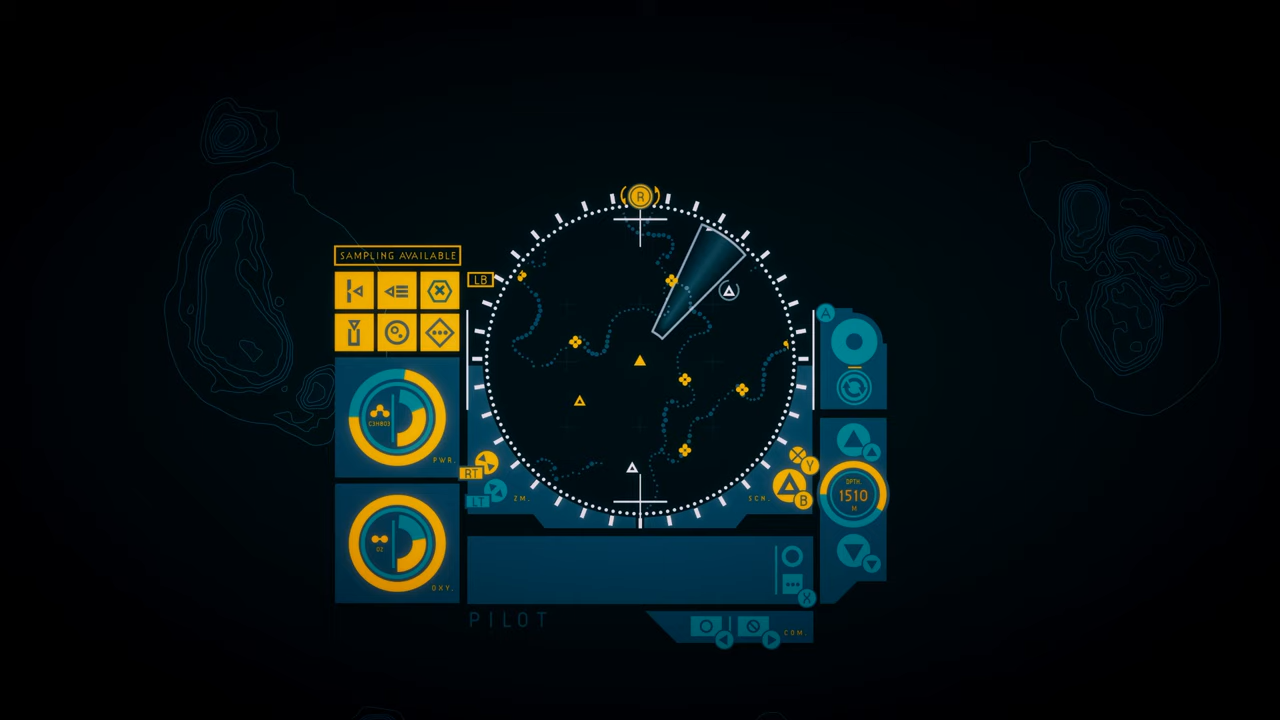 R
SAMPLING AVAILABLE
LB
A
C3H8O3
PWR.
RT
LT
ZM.
SCN.
Y
B
DPTH.
1510
M
O2
OXY.
X
PILOT
COM.